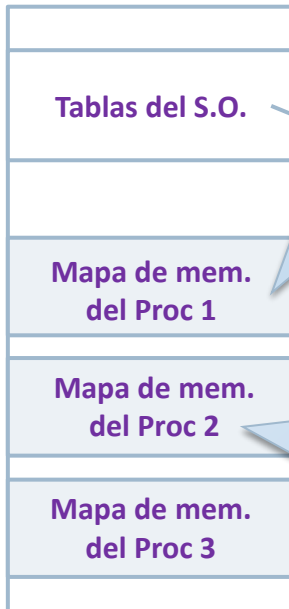 Tablas del S.O.
Mapa de mem.
del Proc 1
Mapa de mem.
del Proc 2
Mapa de mem.
del Proc 3